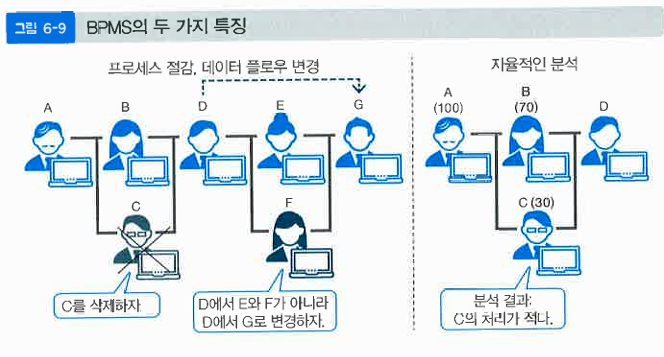 그림 6-9 BPMS의 두 가지 특징
프로세스 절감, 데이터 플로우 변경
A B D E G
C F
C를 삭제하자.
D에서 E와 F가 아니라
D에서 G로 변경하자.
자율적인 분석
A B D
(100) (70)
C (30)
분석 결과:
C의 처리가 적다.